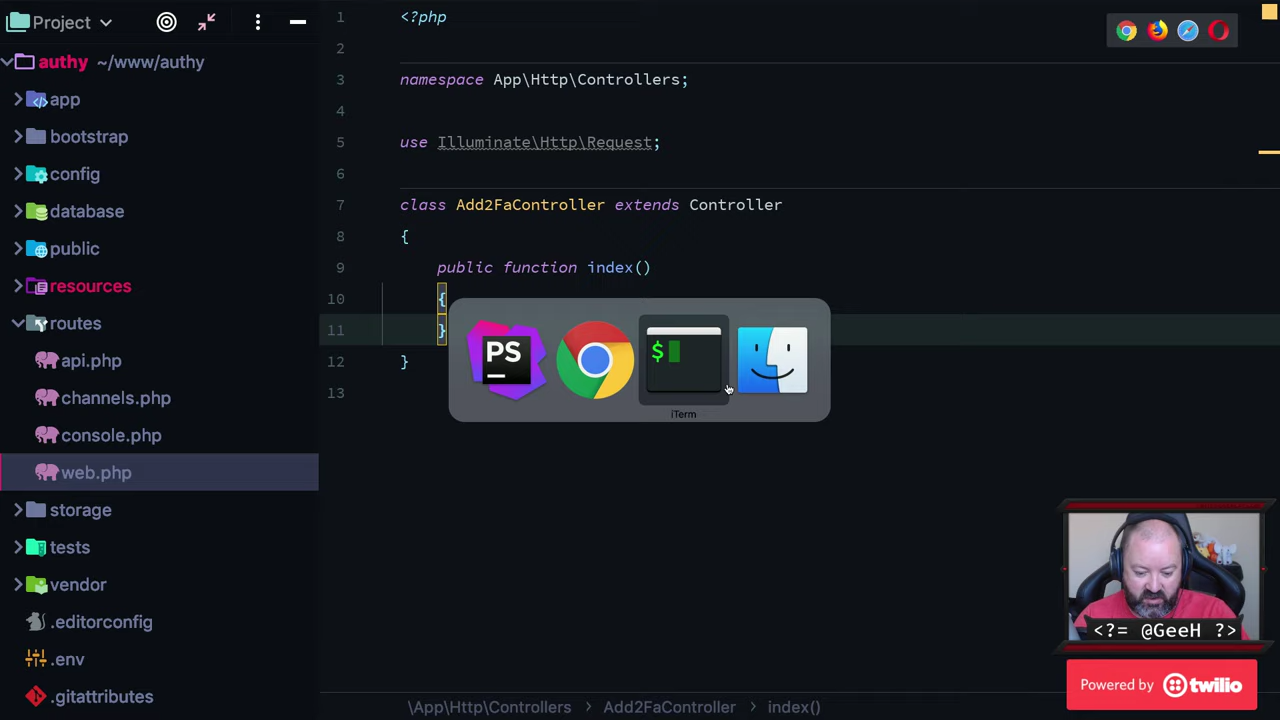 Project
authy ~/www/authy
app
bootstrap
config
database
public
resources
routes
api.php
channels.php
console.php
web.php
storage
tests
vendor
.editorconfig
.env
.gitattributes
1 <?php
2
3 namespace App\Http\Controllers;
4
5 use Illuminate\Http\Request;
6
7 class Add2FaController extends Controller
8 {
9 public function index()
10 {
11 }
12 }
13
PS
$
iTerm
<?= @GeeH ?>
Powered by twilio
\App\Http\Controllers Add2FaController index()